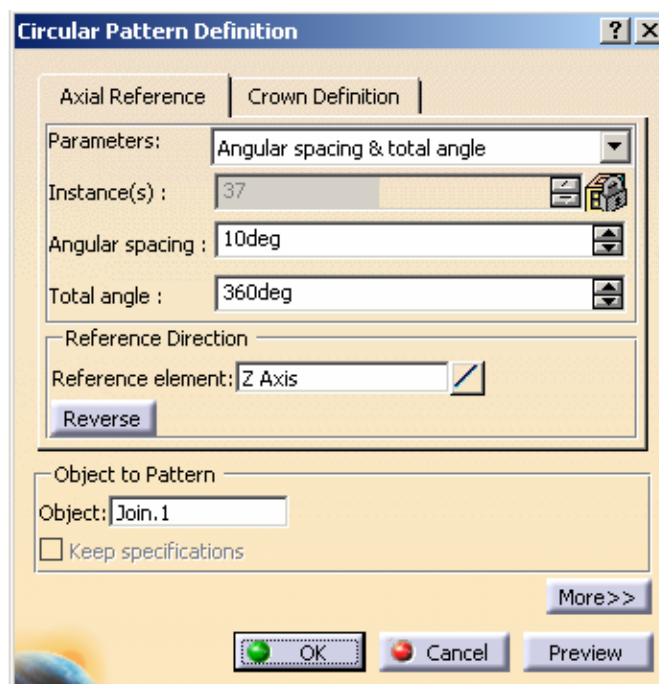 Circular Pattern Definition ? X
Axial Reference Crown Definition
Parameters: Angular spacing & total angle
Instance(s) : 37
Angular spacing : 10deg
Total angle : 360deg
Reference Direction
Reference element: Z Axis
Reverse
Object to Pattern
Object: Join.1
Keep specifications
More>>
OK Cancel Preview